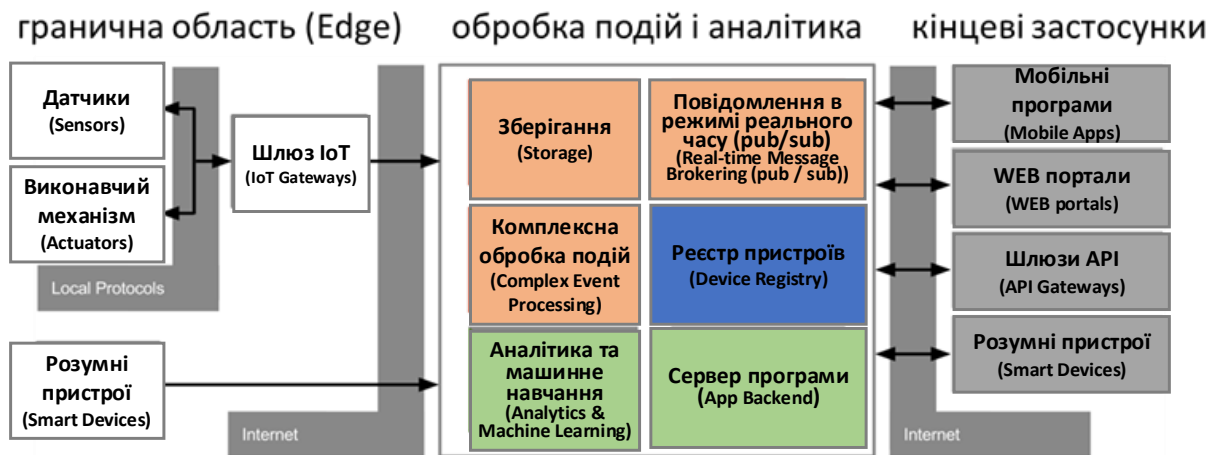 гранична область (Edge)
обробка подій і аналітика
кінцеві застосунки
Датчики
(Sensors)
Виконавчий
механізм
(Actuators)
Local Protocols
Шлюз IoT
(IoT Gateways)
Розумні
пристрої
(Smart Devices)
Internet
Зберігання
(Storage)
Повідомлення в
режимі реального
часу (pub/sub)
(Real-time Message
Brokering (pub / sub))
Комплексна
обробка подій
(Complex Event
Processing)
Реєстр пристроїв
(Device Registry)
Аналітика та
машинне
навчання
(Analytics &
Machine Learning)
Сервер програми
(App Backend)
Мобільні
програми
(Mobile Apps)
WEB портали
(WEB portals)
Шлюзи API
(API Gateways)
Розумні пристрої
(Smart Devices)
Internet